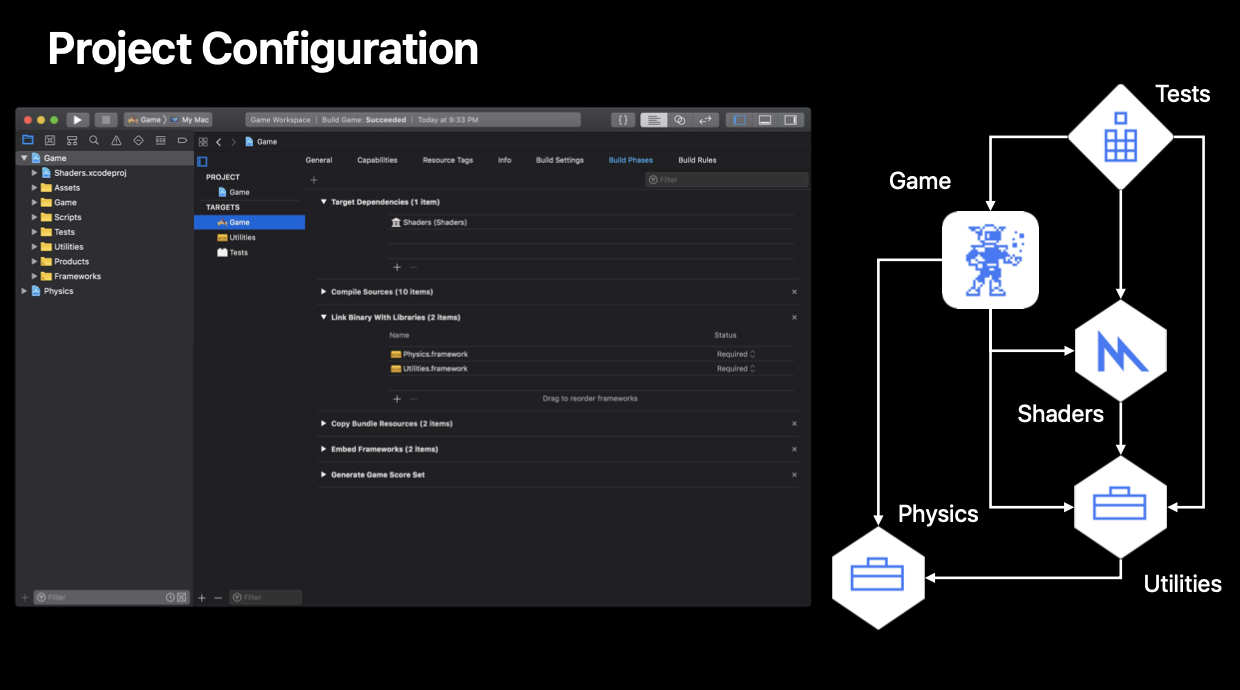 Project Configuration
Game 〉 My Mac
Game Workspace | Build Game: Succeeded | Today at 9:33 PM
Game
Shaders.xcodeproj
Assets
Game
Scripts
Tests
Utilities
Products
Frameworks
Physics
Filter
Game
General Capabilities Resource Tags Info Build Settings Build Phases Build Rules
PROJECT
Game
TARGETS
Game
Utilities
Tests
Filter
Filter
Target Dependencies (1 item)
Shaders (Shaders)
Compile Sources (10 items)
Link Binary With Libraries (2 items)
Name Status
Physics.framework Required
Utilities.framework Required
Drag to reorder frameworks
Copy Bundle Resources (2 items)
Embed Frameworks (2 items)
Generate Game Score Set
Tests
Game
Shaders
Physics
Utilities